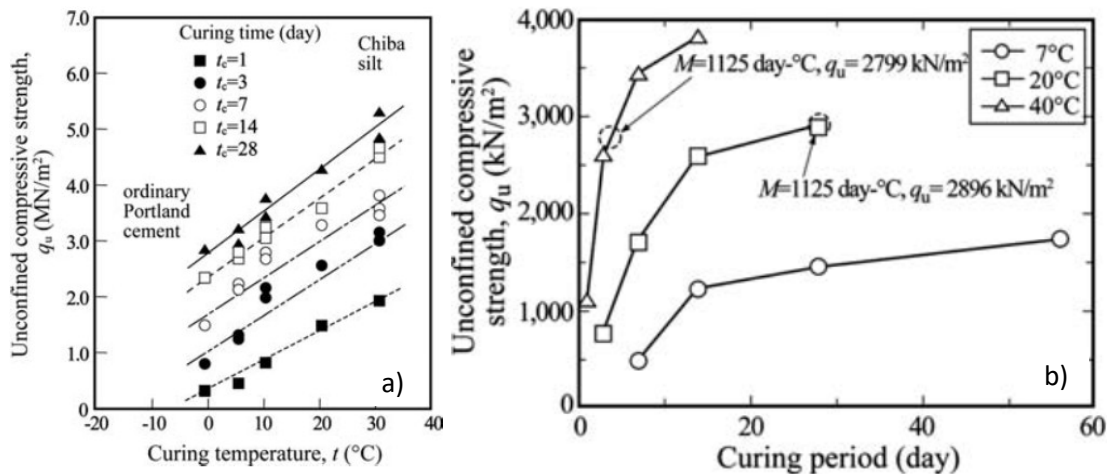 7.0
6.0
5.0
4.0
3.0
2.0
1.0
0
Unconfined compressive strength,
q_u (MN/m²)
Curing time (day)
t_c=1
t_c=3
t_c=7
t_c=14
t_c=28
Chiba
silt
ordinary
Portland
cement
a)
-20 -10 0 10 20 30 40
Curing temperature, t (°C)
4,000
3,000
2,000
1,000
0
Unconfined compressive
strength, q_u (kN/m²)
M=1125 day-°C, q_u= 2799 kN/m²
7°C
20°C
40°C
M=1125 day-°C, q_u= 2896 kN/m²
b)
0 20 40 60
Curing period (day)